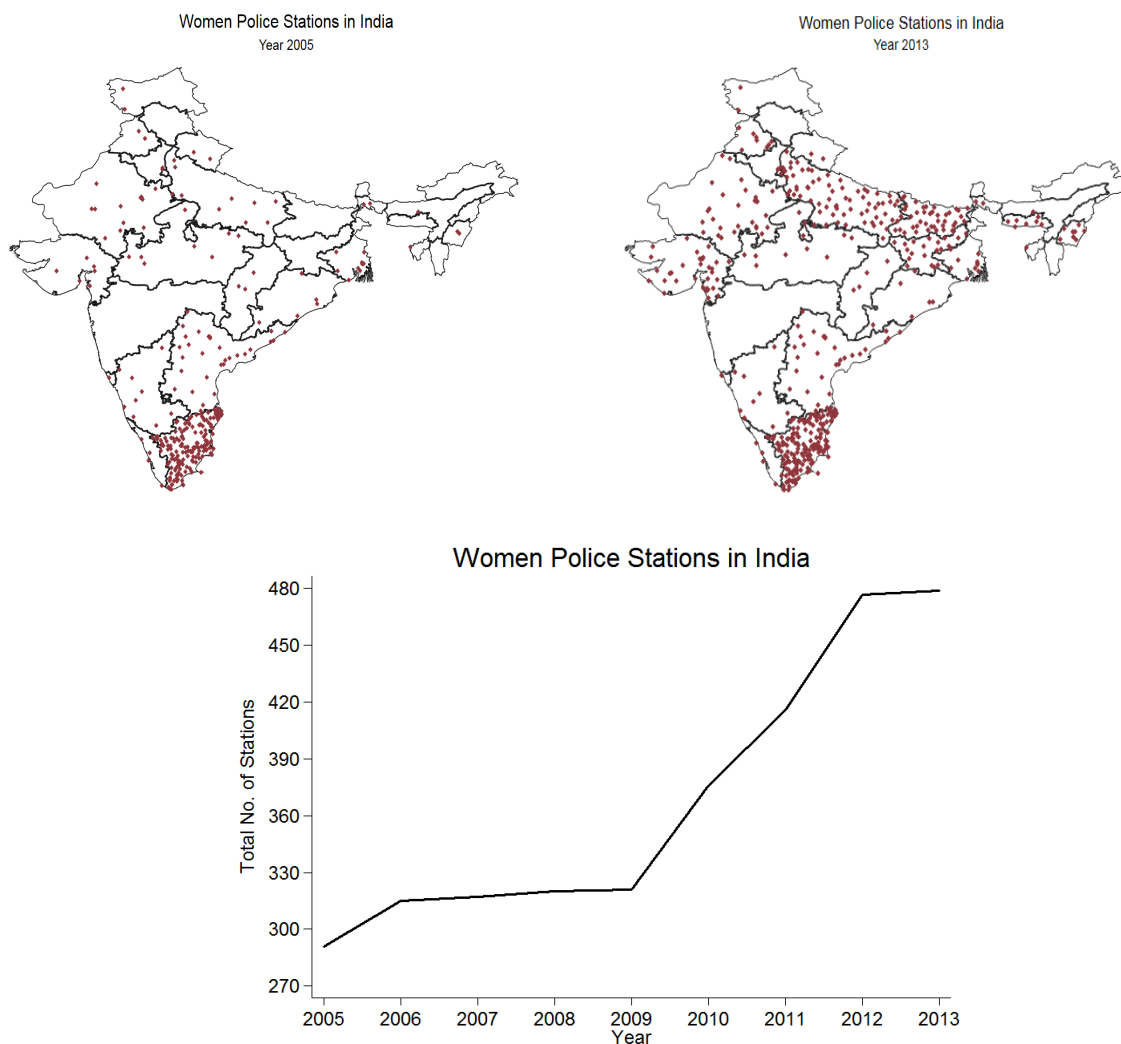 Women Police Stations in India
Year 2005
Women Police Stations in India
Year 2013
Women Police Stations in India
Total No. of Stations
480
450
420
390
360
330
300
270
2005 2006 2007 2008 2009 2010 2011 2012 2013
Year